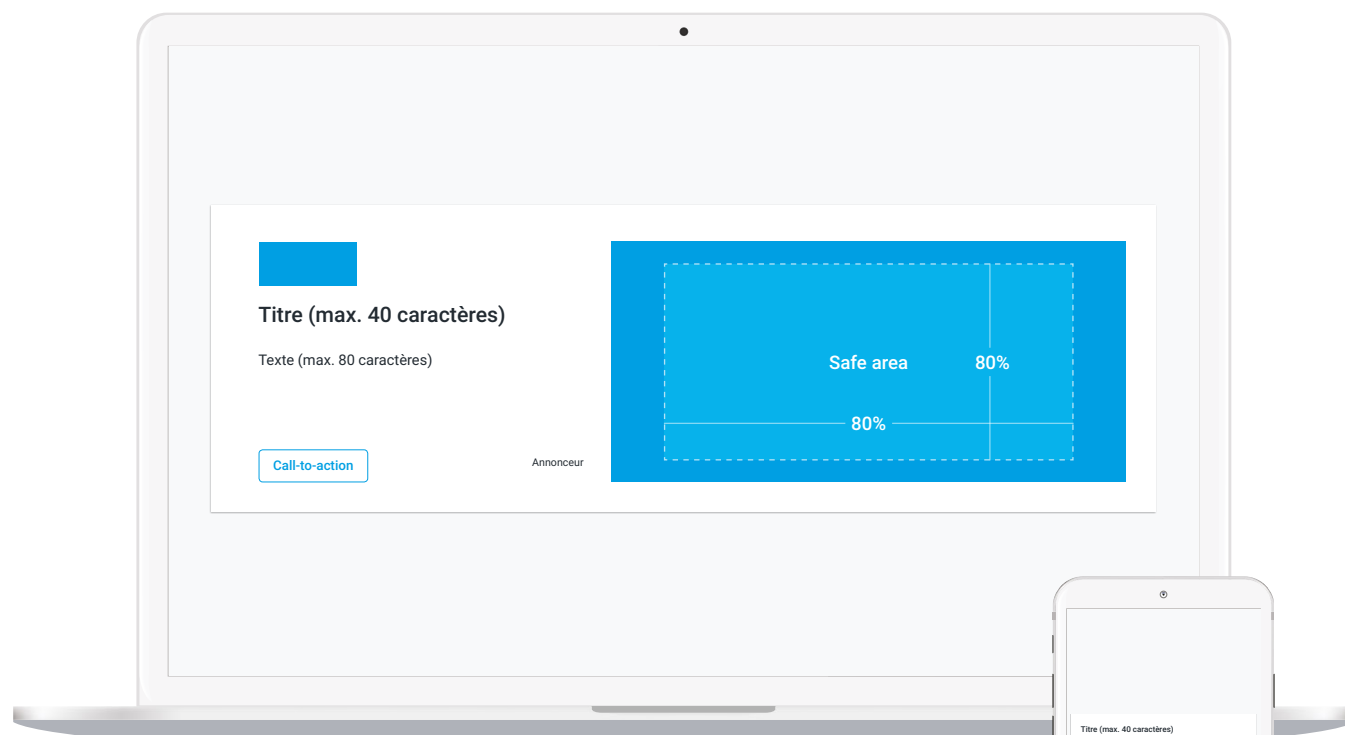 Titre (max. 40 caractères)
Texte (max. 80 caractères)
Call-to-action
Annonceur
Safe area
80%
80%
Titre (max. 40 caractères)